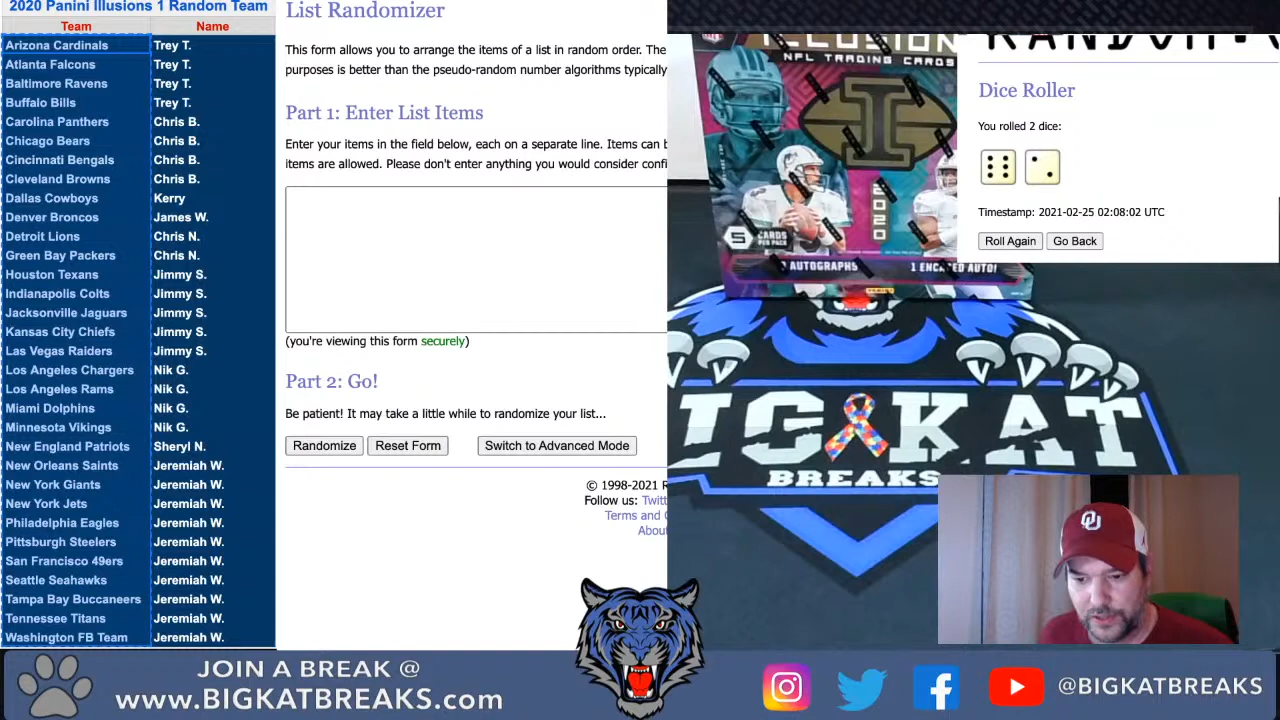 2020 Panini Illusions 1 Random Team
Team Name
Arizona Cardinals Trey T.
Atlanta Falcons Trey T.
Baltimore Ravens Trey T.
Buffalo Bills Trey T.
Carolina Panthers Chris B.
Chicago Bears Chris B.
Cincinnati Bengals Chris B.
Cleveland Browns Chris B.
Dallas Cowboys Kerry
Denver Broncos James W.
Detroit Lions Chris N.
Green Bay Packers Chris N.
Houston Texans Jimmy S.
Indianapolis Colts Jimmy S.
Jacksonville Jaguars Jimmy S.
Kansas City Chiefs Jimmy S.
Las Vegas Raiders Jimmy S.
Los Angeles Chargers Nik G.
Los Angeles Rams Nik G.
Miami Dolphins Nik G.
Minnesota Vikings Nik G.
New England Patriots Sheryl N.
New Orleans Saints Jeremiah W.
New York Giants Jeremiah W.
New York Jets Jeremiah W.
Philadelphia Eagles Jeremiah W.
Pittsburgh Steelers Jeremiah W.
San Francisco 49ers Jeremiah W.
Seattle Seahawks Jeremiah W.
Tampa Bay Buccaneers Jeremiah W.
Tennessee Titans Jeremiah W.
Washington FB Team Jeremiah W.
List Randomizer
This form allows you to arrange the items of a list in random order. The
purposes is better than the pseudo-random number algorithms typically
Part 1: Enter List Items
Enter your items in the field below, each on a separate line. Items can b
items are allowed. Please don't enter anything you would consider confi
(you're viewing this form securely)
Part 2: Go!
Be patient! It may take a little while to randomize your list...
Randomize Reset Form Switch to Advanced Mode
© 1998-2021 R
Follow us: Twitt
Terms and C
Abou
ILLUSION
NFL TRADING CARDS
I
2020
5 CARDS PER PACK
AUTOGRAPHS 1 ENCASED AUTO!
RANDOM
Dice Roller
You rolled 2 dice:
Timestamp: 2021-02-25 02:08:02 UTC
Roll Again Go Back
IGKAT
BREAKS
OU
JOIN A BREAK @
www.BIGKATBREAKS.com
@BIGKATBREAKS